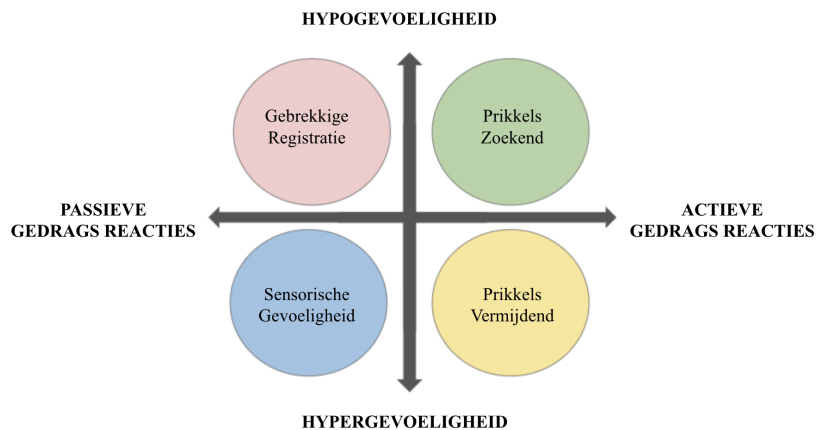 HYPOGEVOELIGHEID
Gebrekkige
Registratie
Prikkels
Zoekend
PASSIEVE
GEDRAGS REACTIES
ACTIEVE
GEDRAGS REACTIES
Sensorische
Gevoeligheid
Prikkels
Vermijdend
HYPERGEVOELIGHEID